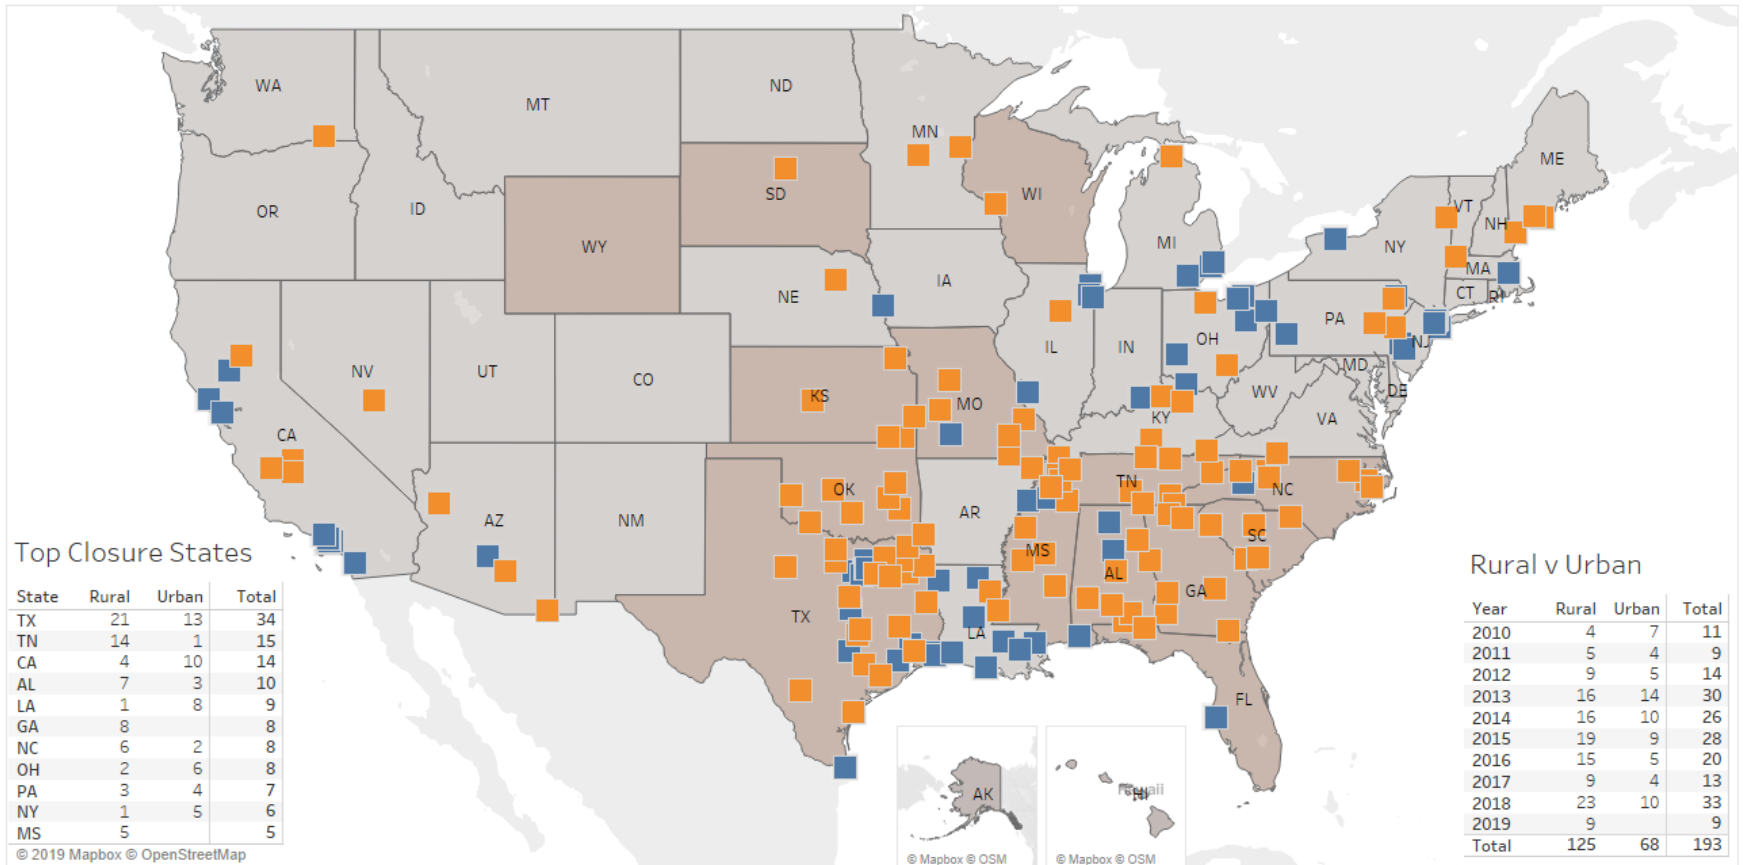 WA
MT
ND
MN
ME
OR
ID
SD
WI
VT
NH
WY
MI
NY
MA
NE
IA
CT
RI
PA
NJ
NV
UT
CO
IL
IN
OH
MD
DE
KS
MO
WV
KY
VA
CA
AZ
NM
OK
AR
TN
NC
SC
MS
AL
GA
TX
LA
FL
AK
HI
Hawaii
Top Closure States
State Rural Urban Total
TX 21 13 34
TN 14 1 15
CA 4 10 14
AL 7 3 10
LA 1 8 9
GA 8 8
NC 6 2 8
OH 2 6 8
PA 3 4 7
NY 1 5 6
MS 5 5
© 2019 Mapbox © OpenStreetMap
© Mapbox © OSM
© Mapbox © OSM
Rural v Urban
Year Rural Urban Total
2010 4 7 11
2011 5 4 9
2012 9 5 14
2013 16 14 30
2014 16 10 26
2015 19 9 28
2016 15 5 20
2017 9 4 13
2018 23 10 33
2019 9 9
Total 125 68 193